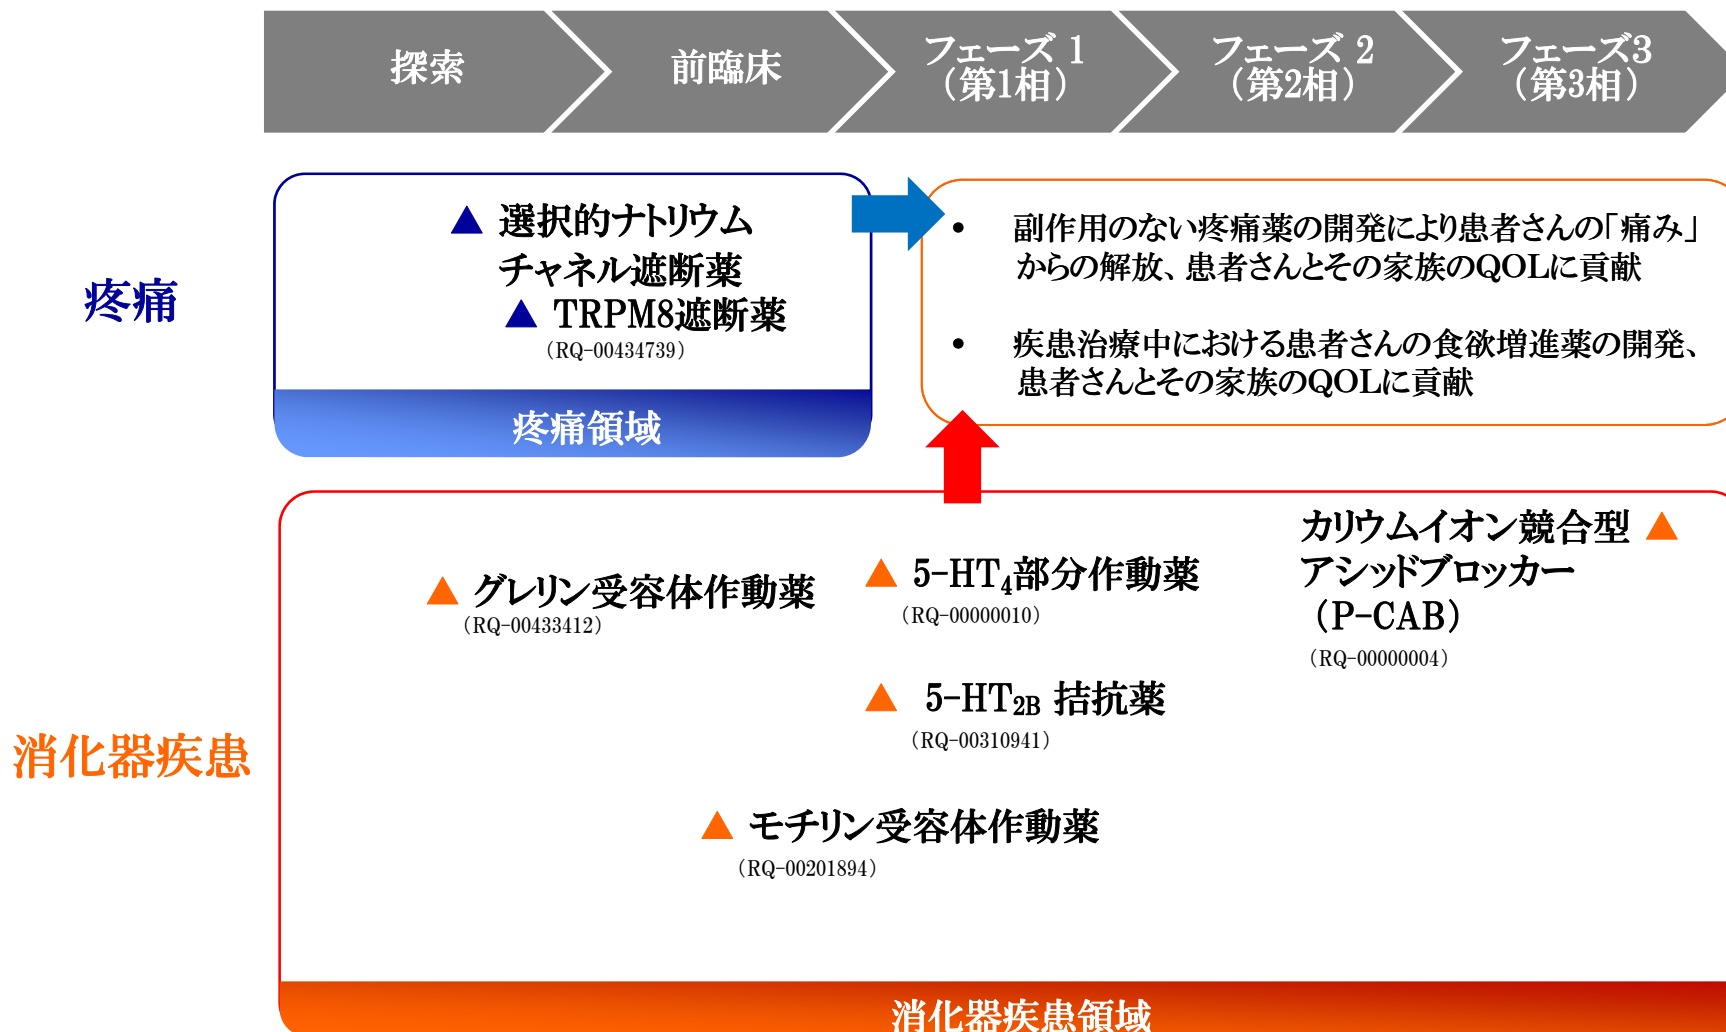 探索
前臨床
フェーズ 1
（第1相）
フェーズ 2
（第2相）
フェーズ3
（第3相）
疼痛
▲ 選択的ナトリウム
チャネル遮断薬
▲ TRPM8遮断薬
（RQ-00434739）
疼痛領域
• 副作用のない疼痛薬の開発により患者さんの「痛み」
からの解放、患者さんとその家族のQOLに貢献
• 疾患治療中における患者さんの食欲増進薬の開発、
患者さんとその家族のQOLに貢献
消化器疾患
▲ グレリン受容体作動薬
（RQ-00433412）
▲ 5-HT₄部分作動薬
（RQ-00000010）
カリウムイオン競合型 ▲
アシッドブロッカー
（P-CAB）
（RQ-00000004）
▲ 5-HT₂B 拮抗薬
（RQ-00310941）
▲ モチリン受容体作動薬
（RQ-00201894）
消化器疾患領域